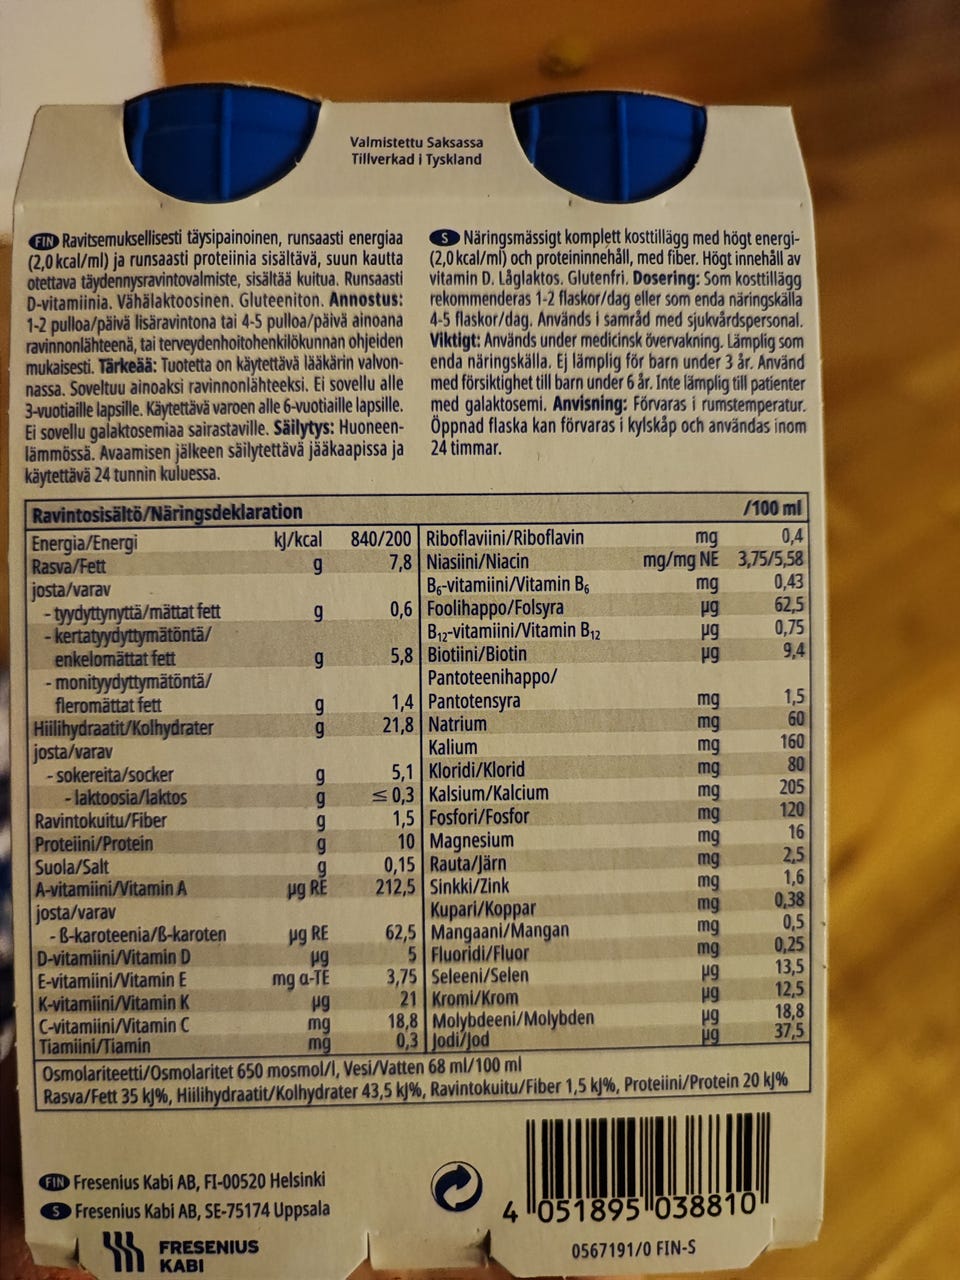 Valmistettu Saksassa
Tillverkad i Tyskland
FIN Ravitsemuksellisesti täysipainoinen, runsaasti energiaa
(2,0 kcal/ml) ja runsaasti proteiinia sisältävä, suun kautta
otettava täydennysravintovalmiste, sisältää kuitua. Runsaasti
D-vitamiinia. Vähälaktoosinen. Gluteeniton. Annostus:
1-2 pulloa/päivä lisäravintona tai 4-5 pulloa/päivä ainoana
ravinnonlähteenä, tai terveydenhoitohenkilökunnan ohjeiden
mukaisesti. Tärkeää: Tuotetta on käytettävä lääkärin valvon-
nassa. Soveltuu ainoaksi ravinnonlähteeksi. Ei sovellu alle
3-vuotiaille lapsille. Käytettävä varoen alle 6-vuotiaille lapsille.
Ei sovellu galaktosemiaa sairastaville. Säilytys: Huoneen-
lämmössä. Avaamisen jälkeen säilytettävä jääkaapissa ja
käytettävä 24 tunnin kuluessa.
S Näringsmässigt komplett kosttillägg med högt energi-
(2,0 kcal/ml) och proteininnehåll, med fiber. Högt innehåll av
vitamin D. Låglaktos. Glutenfri. Dosering: Som kosttillägg
rekommenderas 1-2 flaskor/dag eller som enda näringskälla
4-5 flaskor/dag. Används i samråd med sjukvårdspersonal.
Viktigt: Används under medicinsk övervakning. Lämplig som
enda näringskälla. Ej lämplig för barn under 3 år. Använd
med försiktighet till barn under 6 år. Inte lämplig till patienter
med galaktosemi. Anvisning: Förvaras i rumstemperatur.
Öppnad flaska kan förvaras i kylskåp och användas inom
24 timmar.
Ravintosisältö/Näringsdeklaration /100 ml
Energia/Energi kJ/kcal 840/200
Rasva/Fett g 7,8
josta/varav
- tyydyttynyttä/mättat fett g 0,6
- kertatyydyttymätöntä/
enkelomättat fett g 5,8
- monityydyttymätöntä/
fleromättat fett g 1,4
Hiilihydraatit/Kolhydrater g 21,8
josta/varav
- sokereita/socker g 5,1
- laktoosia/laktos g ≤ 0,3
Ravintokuitu/Fiber g 1,5
Proteiini/Protein g 10
Suola/Salt g 0,15
A-vitamiini/Vitamin A µg RE 212,5
josta/varav
- ß-karoteenia/ß-karoten µg RE 62,5
D-vitamiini/Vitamin D µg 5
E-vitamiini/Vitamin E mg α-TE 3,75
K-vitamiini/Vitamin K µg 21
C-vitamiini/Vitamin C mg 18,8
Tiamiini/Tiamin mg 0,3
Riboflaviini/Riboflavin mg 0,4
Niasiini/Niacin mg/mg NE 3,75/5,58
B6-vitamiini/Vitamin B6 mg 0,43
Foolihappo/Folsyra µg 62,5
B12-vitamiini/Vitamin B12 µg 0,75
Biotiini/Biotin µg 9,4
Pantoteenihappo/
Pantotensyra mg 1,5
Natrium mg 60
Kalium mg 160
Kloridi/Klorid mg 80
Kalsium/Kalcium mg 205
Fosfori/Fosfor mg 120
Magnesium mg 16
Rauta/Järn mg 2,5
Sinkki/Zink mg 1,6
Kupari/Koppar mg 0,38
Mangaani/Mangan mg 0,5
Fluoridi/Fluor mg 0,25
Seleeni/Selen µg 13,5
Kromi/Krom µg 12,5
Molybdeeni/Molybden µg 18,8
Jodi/Jod µg 37,5
Osmolariteetti/Osmolaritet 650 mosmol/l, Vesi/Vatten 68 ml/100 ml
Rasva/Fett 35 kJ%, Hiilihydraatit/Kolhydrater 43,5 kJ%, Ravintokuitu/Fiber 1,5 kJ%, Proteiini/Protein 20 kJ%
FIN Fresenius Kabi AB, FI-00520 Helsinki
S Fresenius Kabi AB, SE-75174 Uppsala
FRESENIUS
KABI
4 051895 038810
0567191/0 FIN-S